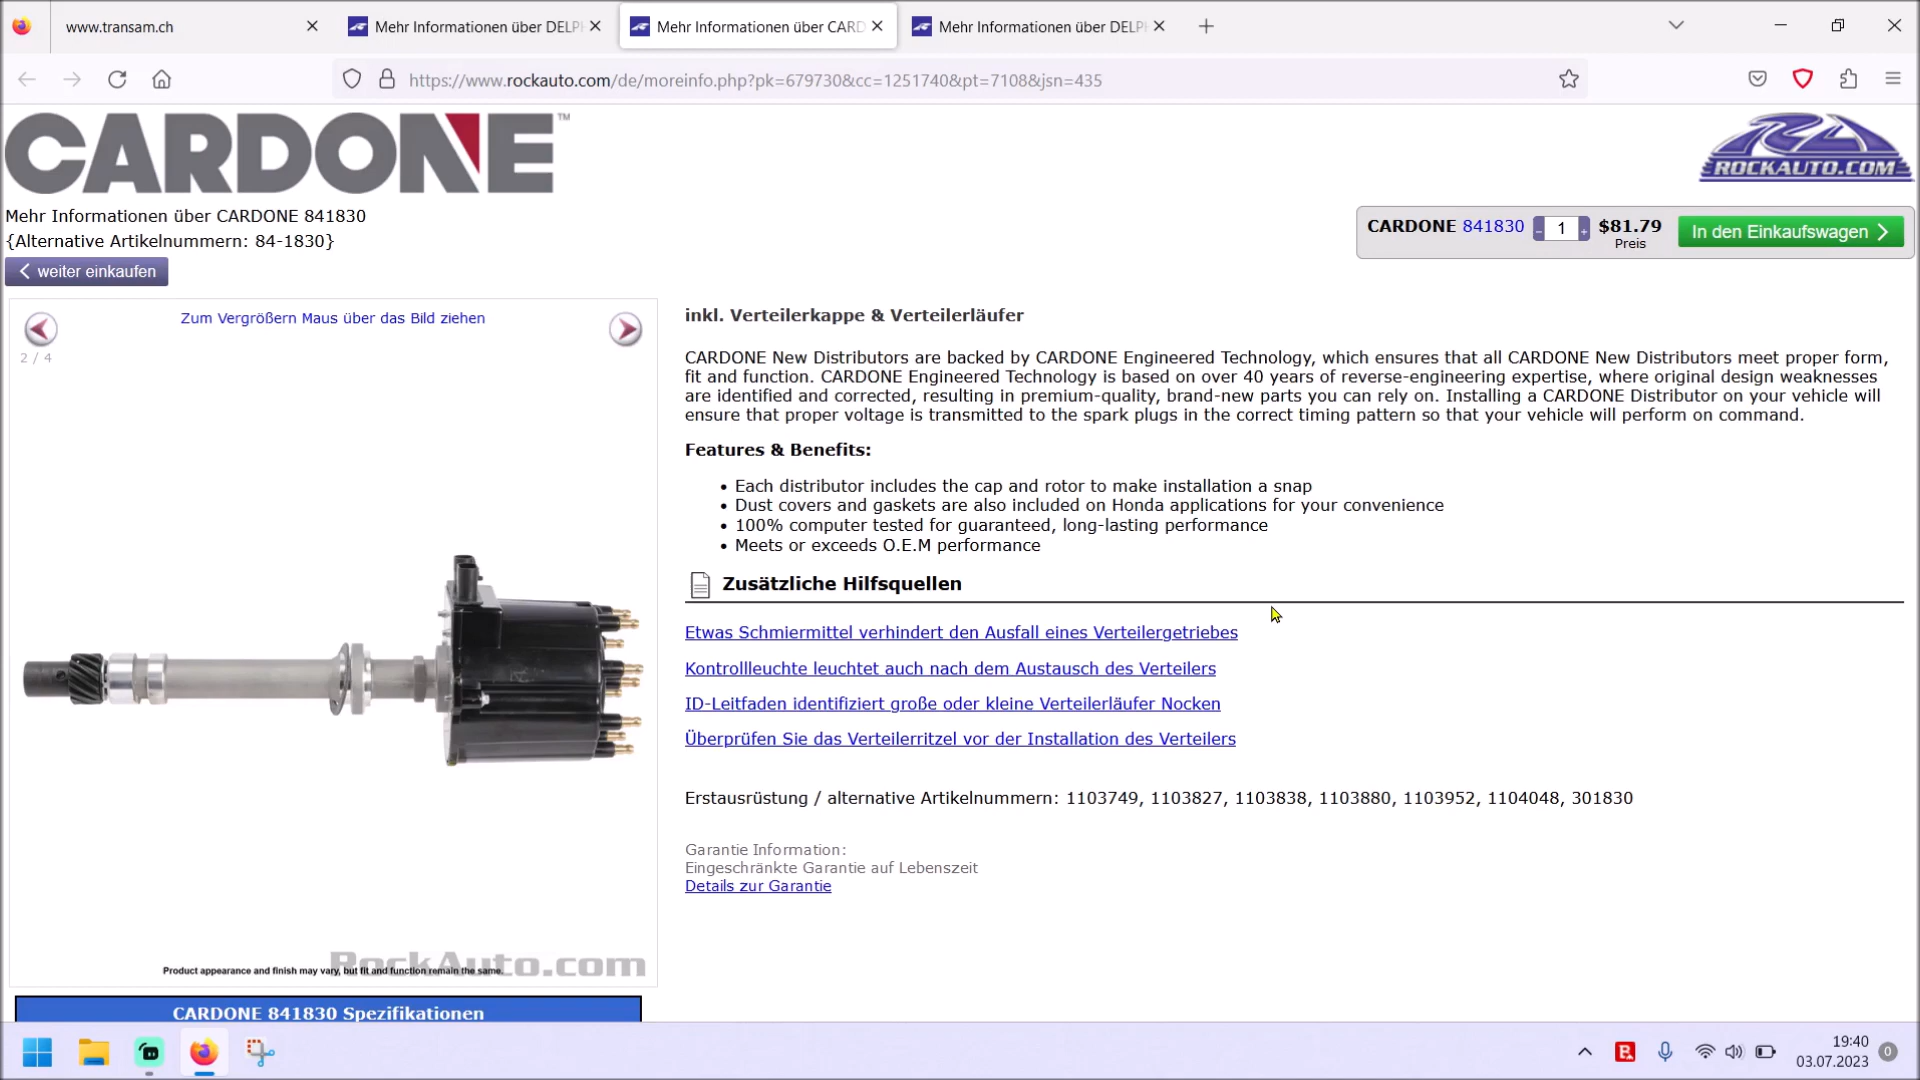 www.transam.ch
Mehr Informationen über DELPH
Mehr Informationen über CARD
Mehr Informationen über DELPH
https://www.rockauto.com/de/moreinfo.php?pk=679730&cc=1251740&pt=7108&jsn=435
CARDONE™
ROCKAUTO.COM
Mehr Informationen über CARDONE 841830
{Alternative Artikelnummern: 84-1830}
weiter einkaufen
CARDONE 841830 - 1 + $81.79 In den Einkaufswagen
Preis
Zum Vergrößern Maus über das Bild ziehen
2 / 4
RockAuto.com
Product appearance and finish may vary, but fit and function remain the same.
CARDONE 841830 Spezifikationen
inkl. Verteilerkappe & Verteilerläufer
CARDONE New Distributors are backed by CARDONE Engineered Technology, which ensures that all CARDONE New Distributors meet proper form,
fit and function. CARDONE Engineered Technology is based on over 40 years of reverse-engineering expertise, where original design weaknesses
are identified and corrected, resulting in premium-quality, brand-new parts you can rely on. Installing a CARDONE Distributor on your vehicle will
ensure that proper voltage is transmitted to the spark plugs in the correct timing pattern so that your vehicle will perform on command.
Features & Benefits:
• Each distributor includes the cap and rotor to make installation a snap
• Dust covers and gaskets are also included on Honda applications for your convenience
• 100% computer tested for guaranteed, long-lasting performance
• Meets or exceeds O.E.M performance
Zusätzliche Hilfsquellen
Etwas Schmiermittel verhindert den Ausfall eines Verteilergetriebes
Kontrollleuchte leuchtet auch nach dem Austausch des Verteilers
ID-Leitfaden identifiziert große oder kleine Verteilerläufer Nocken
Überprüfen Sie das Verteilerritzel vor der Installation des Verteilers
Erstausrüstung / alternative Artikelnummern: 1103749, 1103827, 1103838, 1103880, 1103952, 1104048, 301830
Garantie Information:
Eingeschränkte Garantie auf Lebenszeit
Details zur Garantie
19:40
03.07.2023
0